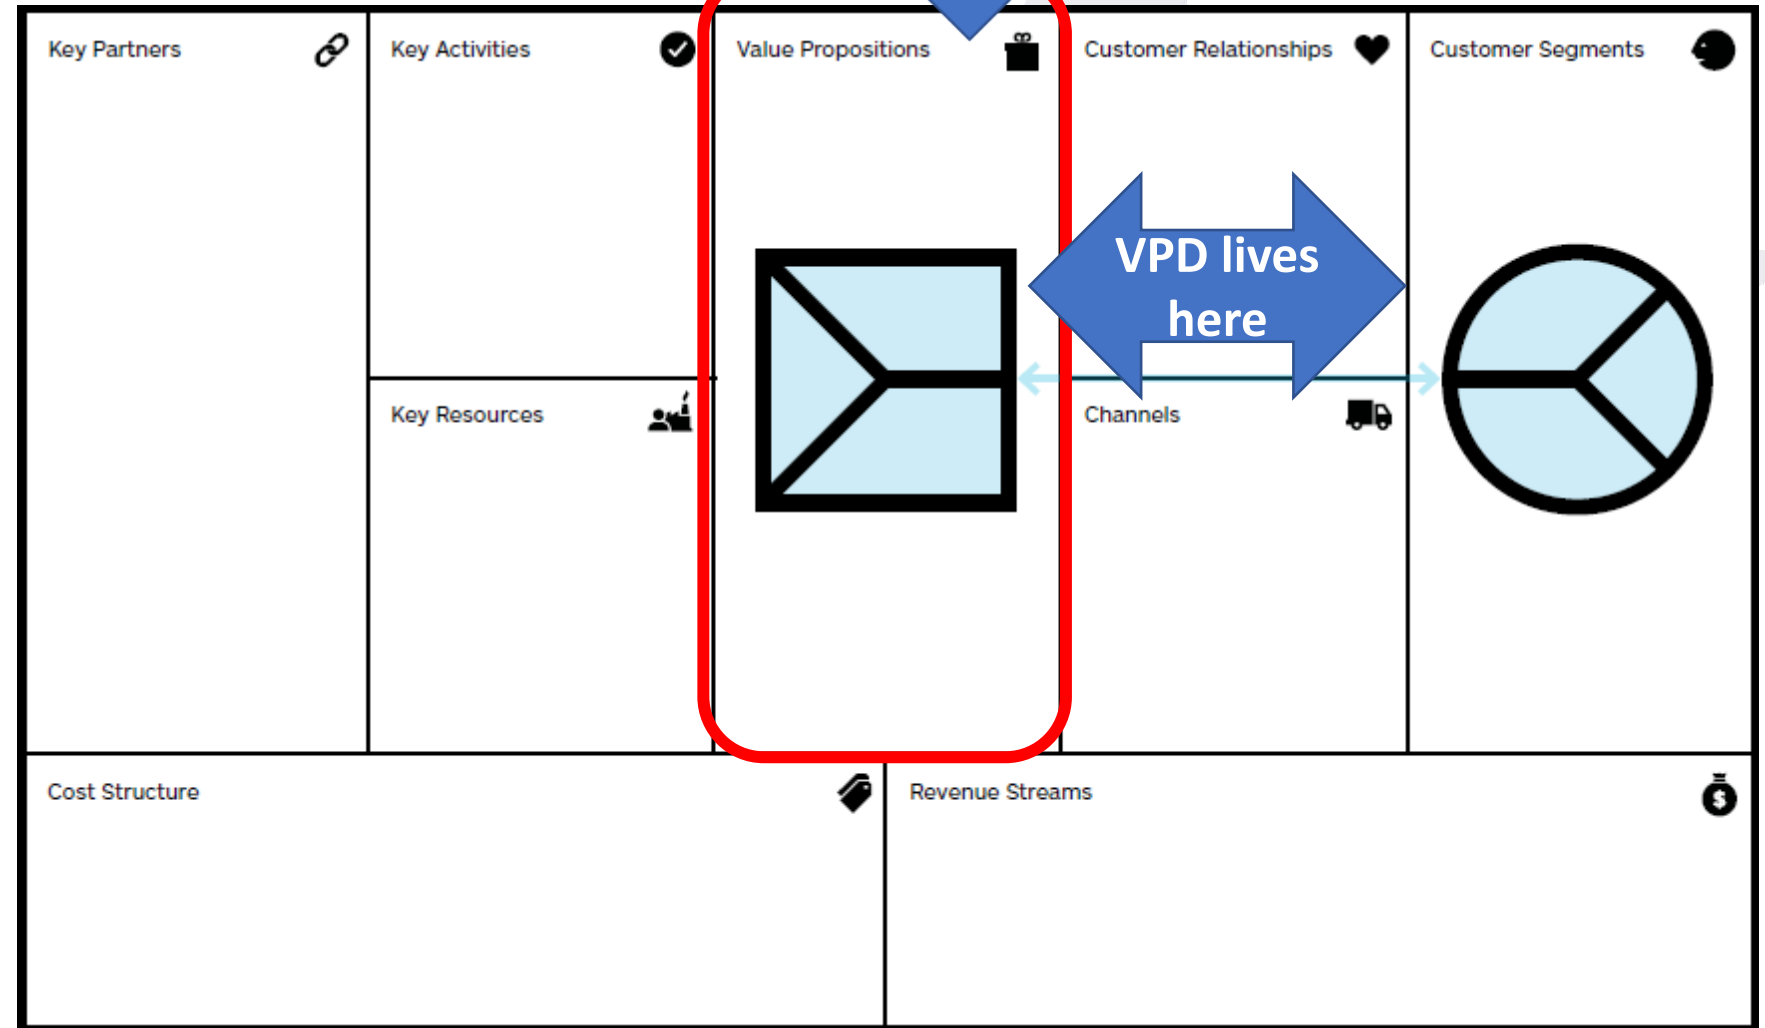 Key Partners
Key Activities
Value Propositions
Customer Relationships
Customer Segments
VPD lives
here
Key Resources
Channels
Cost Structure
Revenue Streams
$